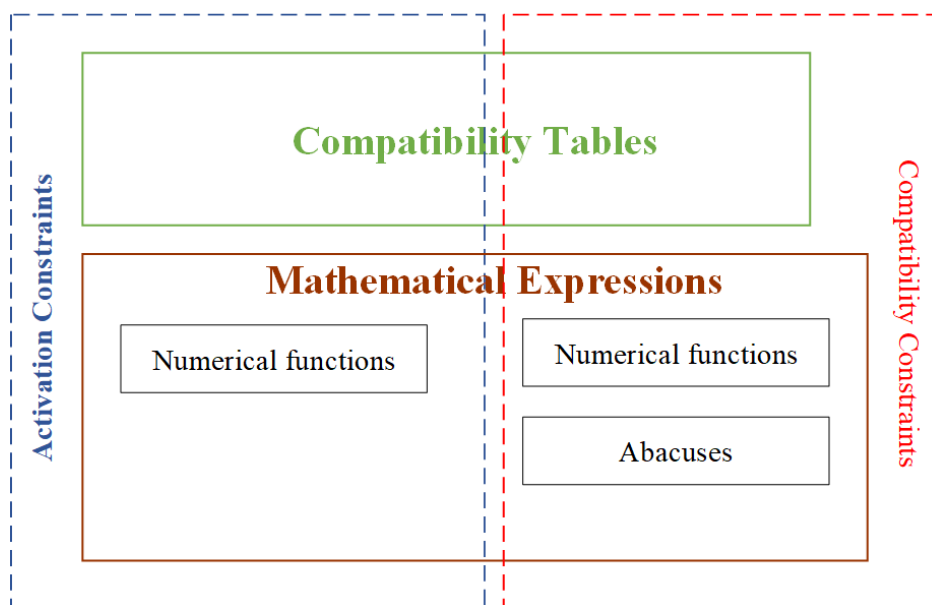 Compatibility Tables
Activation Constraints
Compatibility Constraints
Mathematical Expressions
Numerical functions
Numerical functions
Abacuses